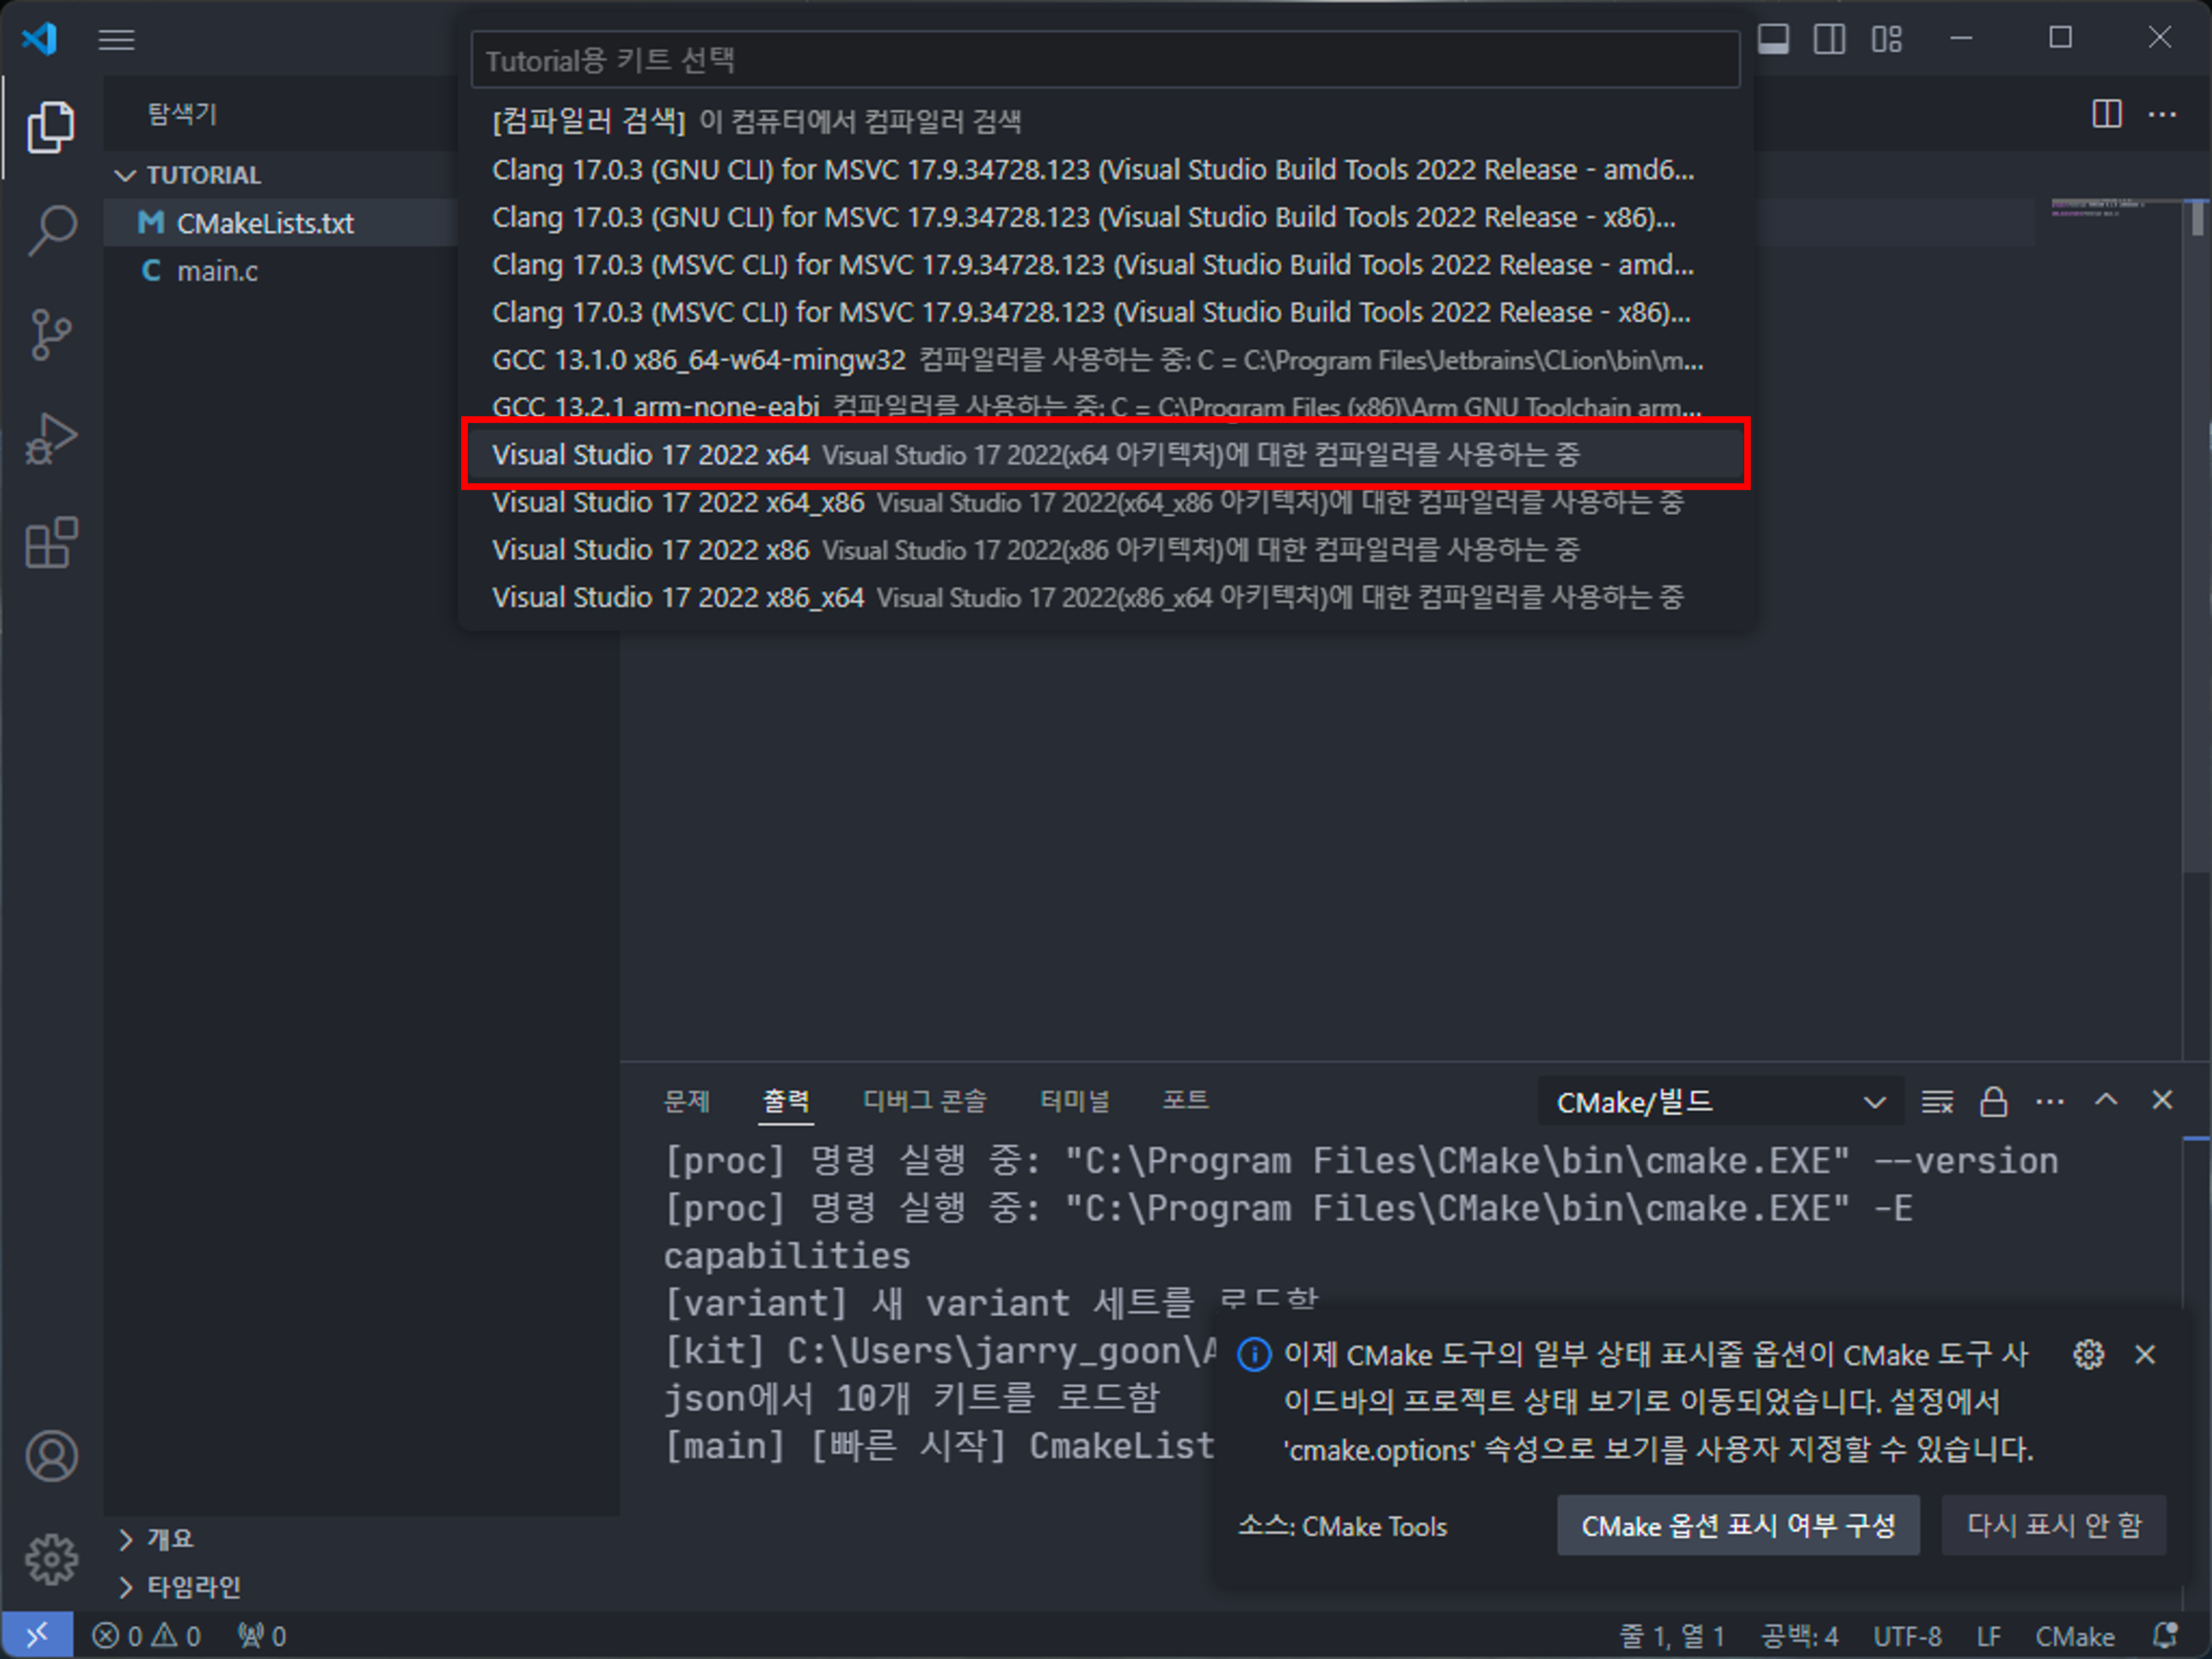 Tutorial용 키트 선택
[컴파일러 검색] 이 컴퓨터에서 컴파일러 검색
Clang 17.0.3 (GNU CLI) for MSVC 17.9.34728.123 (Visual Studio Build Tools 2022 Release - amd6...
Clang 17.0.3 (GNU CLI) for MSVC 17.9.34728.123 (Visual Studio Build Tools 2022 Release - x86)...
Clang 17.0.3 (MSVC CLI) for MSVC 17.9.34728.123 (Visual Studio Build Tools 2022 Release - amd...
Clang 17.0.3 (MSVC CLI) for MSVC 17.9.34728.123 (Visual Studio Build Tools 2022 Release - x86)...
GCC 13.1.0 x86_64-w64-mingw32 컴파일러를 사용하는 중: C = C:\Program Files\Jetbrains\CLion\bin\m...
GCC 13.2.1 arm-none-eabi 컴파일러를 사용하는 중: C = C:\Program Files (x86)\Arm GNU Toolchain arm...
Visual Studio 17 2022 x64 Visual Studio 17 2022(x64 아키텍처)에 대한 컴파일러를 사용하는 중
Visual Studio 17 2022 x64_x86 Visual Studio 17 2022(x64_x86 아키텍처)에 대한 컴파일러를 사용하는 중
Visual Studio 17 2022 x86 Visual Studio 17 2022(x86 아키텍처)에 대한 컴파일러를 사용하는 중
Visual Studio 17 2022 x86_x64 Visual Studio 17 2022(x86_x64 아키텍처)에 대한 컴파일러를 사용하는 중
탐색기
TUTORIAL
M CMakeLists.txt
C main.c
개요
타임라인
문제 출력 디버그 콘솔 터미널 포트
CMake/빌드
[proc] 명령 실행 중: "C:\Program Files\CMake\bin\cmake.EXE" --version
[proc] 명령 실행 중: "C:\Program Files\CMake\bin\cmake.EXE" -E
capabilities
[variant] 새 variant 세트를 로드함
[kit] C:\Users\jarry_goon\A
json에서 10개 키트를 로드함
[main] [빠른 시작] CmakeList
이제 CMake 도구의 일부 상태 표시줄 옵션이 CMake 도구 사
이드바의 프로젝트 상태 보기로 이동되었습니다. 설정에서
'cmake.options' 속성으로 보기를 사용자 지정할 수 있습니다.
소스: CMake Tools
CMake 옵션 표시 여부 구성
다시 표시 안 함
0 0 0
줄 1, 열 1 공백: 4 UTF-8 LF CMake